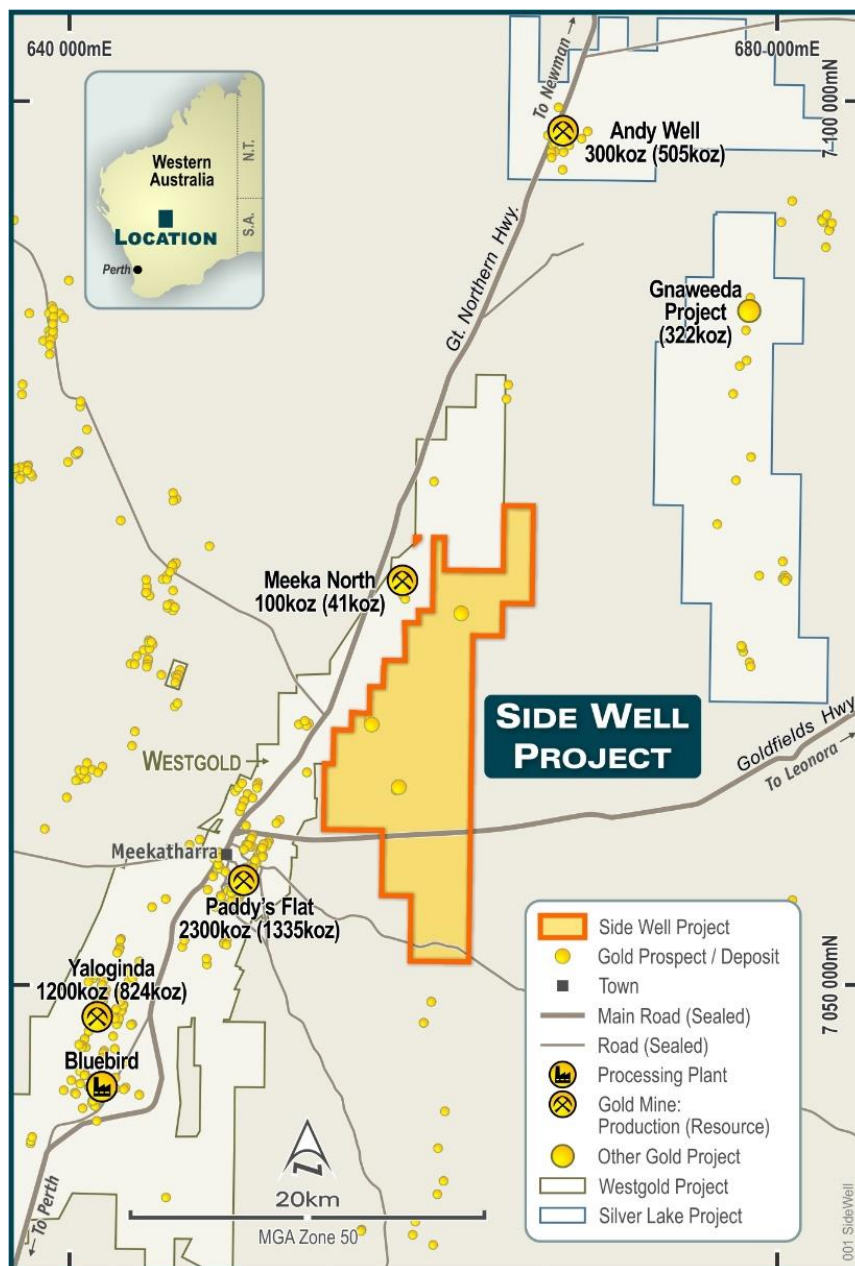 640 000mE
680 000mE
7 100 000mN
To Newman
Western
Australia
N.T.
S.A.
LOCATION
Perth
Andy Well
300koz (505koz)
Gt. Northern Hwy.
Gnaweeda
Project
(322koz)
Meeka North
100koz (41koz)
SIDE WELL
PROJECT
Goldfields Hwy
To Leonora
WESTGOLD
Meekatharra
Paddy's Flat
2300koz (1335koz)
Yaloginda
1200koz (824koz)
Bluebird
7 050 000mN
Side Well Project
Gold Prospect / Deposit
Town
Main Road (Sealed)
Road (Sealed)
Processing Plant
Gold Mine:
Production (Resource)
Other Gold Project
Westgold Project
Silver Lake Project
N
20km
MGA Zone 50
To Perth
001 SideWell